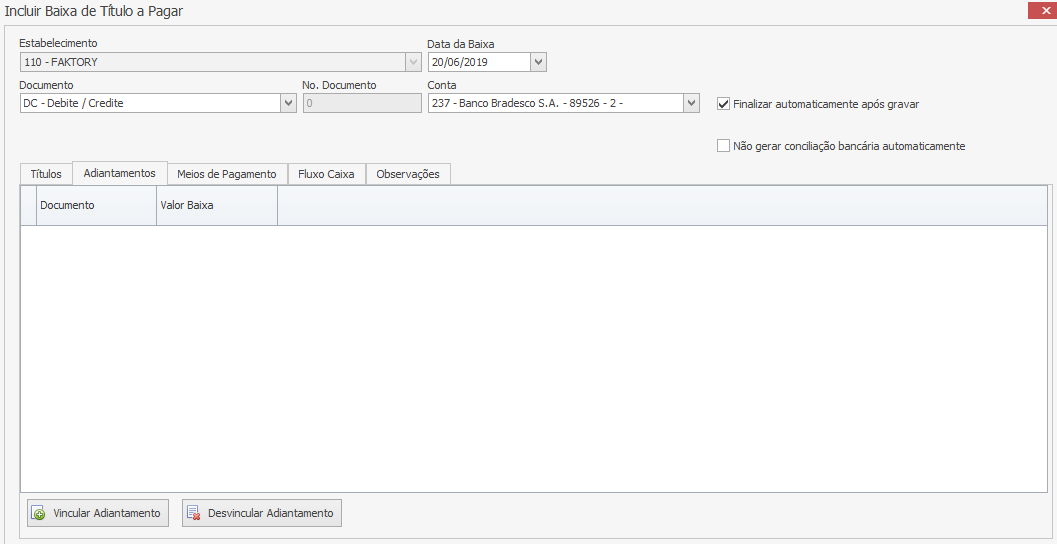 Incluir Baixa de Título a Pagar
Estabelecimento
Data da Baixa
110 - FAKTORY
20/06/2019
Documento
No. Documento
Conta
DC - Debite / Credite
0
237 - Banco Bradesco S.A. - 89526 - 2 -
Finalizar automaticamente após gravar
Não gerar conciliação bancária automaticamente
Títulos
Adiantamentos
Meios de Pagamento
Fluxo Caixa
Observações
Documento
Valor Baixa
Vincular Adiantamento
Desvincular Adiantamento